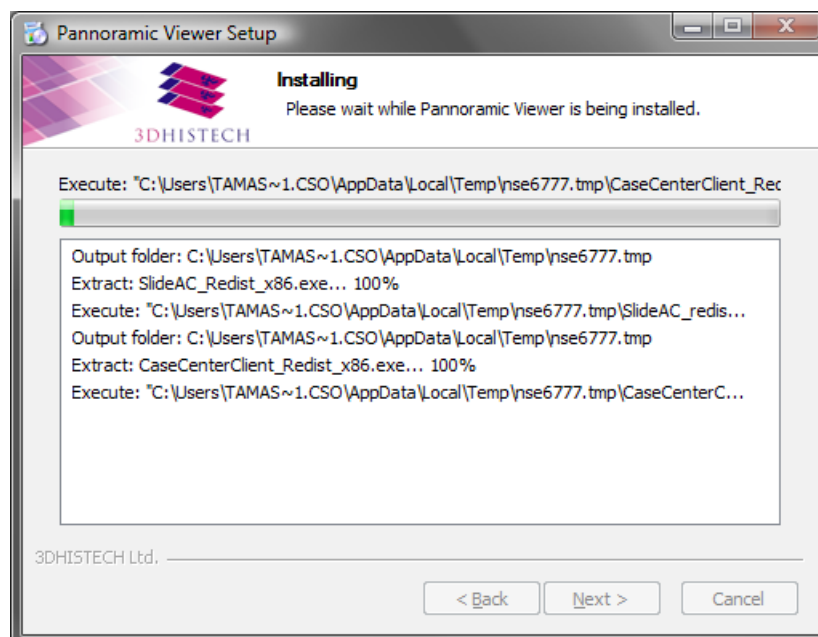 Pannoramic Viewer Setup
Installing
Please wait while Pannoramic Viewer is being installed.
3DHISTECH
Execute: "C:\Users\TAMAS~1.CSO\AppData\Local\Temp\nse6777.tmp\CaseCenterClient_Rec
Output folder: C:\Users\TAMAS~1.CSO\AppData\Local\Temp\nse6777.tmp
Extract: SlideAC_Redist_x86.exe... 100%
Execute: "C:\Users\TAMAS~1.CSO\AppData\Local\Temp\nse6777.tmp\SlideAC_redis...
Output folder: C:\Users\TAMAS~1.CSO\AppData\Local\Temp\nse6777.tmp
Extract: CaseCenterClient_Redist_x86.exe... 100%
Execute: "C:\Users\TAMAS~1.CSO\AppData\Local\Temp\nse6777.tmp\CaseCenterC...
3DHISTECH Ltd.
< Back Next > Cancel